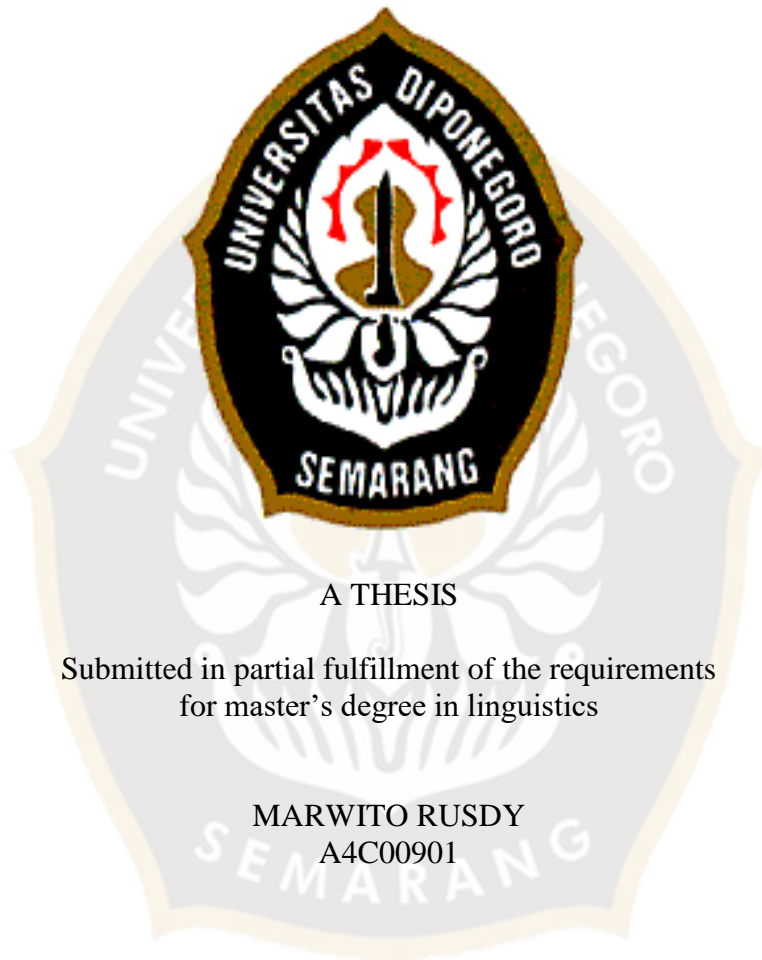 UNIVERSITAS DIPONEGORO
SEMARANG
A THESIS
Submitted in partial fulfillment of the requirements
for master’s degree in linguistics
MARWITO RUSDY
A4C00901
SEMARANG